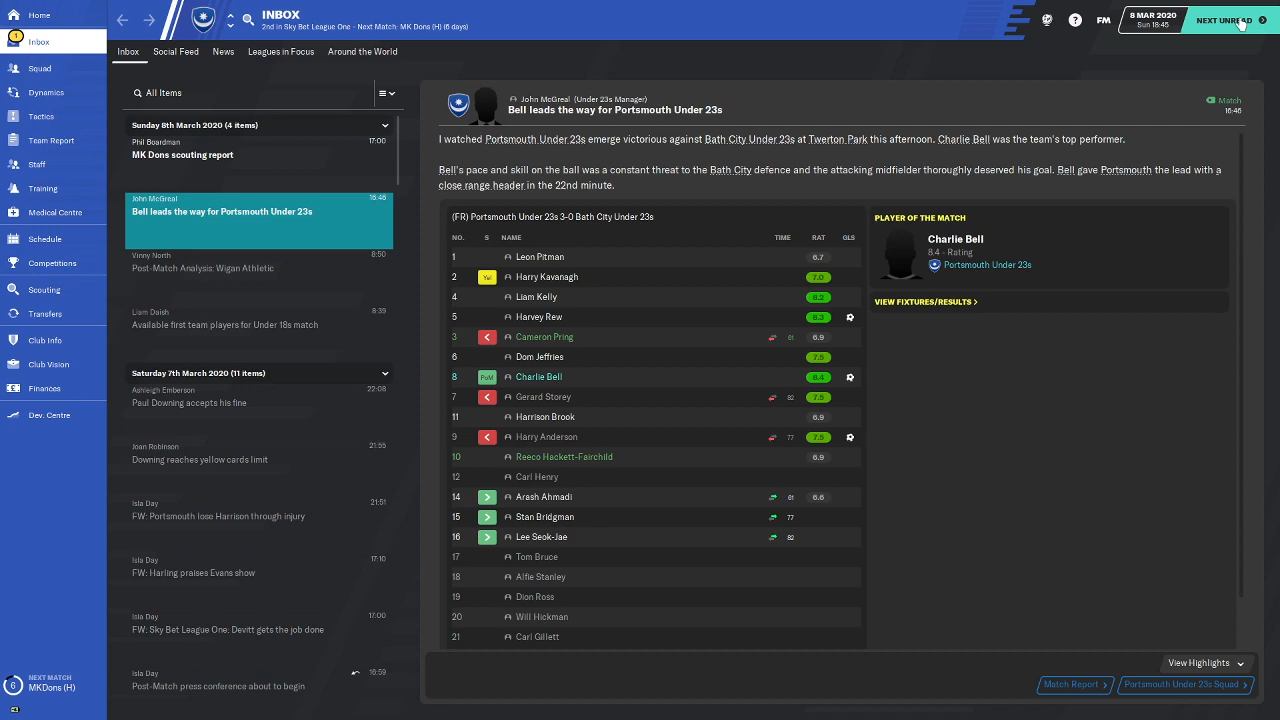 Home
1
Inbox
Squad
Dynamics
Tactics
Team Report
Staff
Training
Medical Centre
Schedule
Competitions
Scouting
Transfers
Club Info
Club Vision
Finances
Dev. Centre
6
NEXT MATCH
MKDons (H)
INBOX
2nd in Sky Bet League One - Next Match: MK Dons (H) (6 days)
FM
8 MAR 2020
Sun 18:45
NEXT UNREAD
Inbox
Social Feed
News
Leagues in Focus
Around the World
All Items
Sunday 8th March 2020 (4 items)
Phil Boardman 17:00
MK Dons scouting report
John McGreal 16:46
Bell leads the way for Portsmouth Under 23s
Vinny North 8:50
Post-Match Analysis: Wigan Athletic
Liam Daish 8:39
Available first team players for Under 18s match
Saturday 7th March 2020 (11 items)
Ashleigh Emberson 22:08
Paul Downing accepts his fine
Joan Robinson 21:55
Downing reaches yellow cards limit
Isla Day 21:51
FW: Portsmouth lose Harrison through injury
Isla Day 17:10
FW: Harling praises Evans show
Isla Day 17:00
FW: Sky Bet League One: Devitt gets the job done
Isla Day 16:59
Post-Match press conference about to begin
John McGreal (Under 23s Manager)
Bell leads the way for Portsmouth Under 23s
Match
16:46
I watched Portsmouth Under 23s emerge victorious against Bath City Under 23s at Twerton Park this afternoon. Charlie Bell was the team's top performer.
Bell's pace and skill on the ball was a constant threat to the Bath City defence and the attacking midfielder thoroughly deserved his goal. Bell gave Portsmouth the lead with a
close range header in the 22nd minute.
(FR) Portsmouth Under 23s 3-0 Bath City Under 23s
NO. S NAME TIME RAT GLS
1 Leon Pitman 6.7
2 Yel Harry Kavanagh 7.0
4 Liam Kelly 8.2
5 Harvey Rew 8.3
3 Cameron Pring 61 6.9
6 Dom Jeffries 7.5
8 PoM Charlie Bell 8.4
7 Gerard Storey 82 7.5
11 Harrison Brook 6.9
9 Harry Anderson 77 7.5
10 Reeco Hackett-Fairchild 6.9
12 Carl Henry
14 Arash Ahmadi 61 6.6
15 Stan Bridgman 77
16 Lee Seok-Jae 82
17 Tom Bruce
18 Alfie Stanley
19 Dion Ross
20 Will Hickman
21 Carl Gillett
PLAYER OF THE MATCH
Charlie Bell
8.4 - Rating
Portsmouth Under 23s
VIEW FIXTURES/RESULTS >
View Highlights
Match Report >
Portsmouth Under 23s Squad >